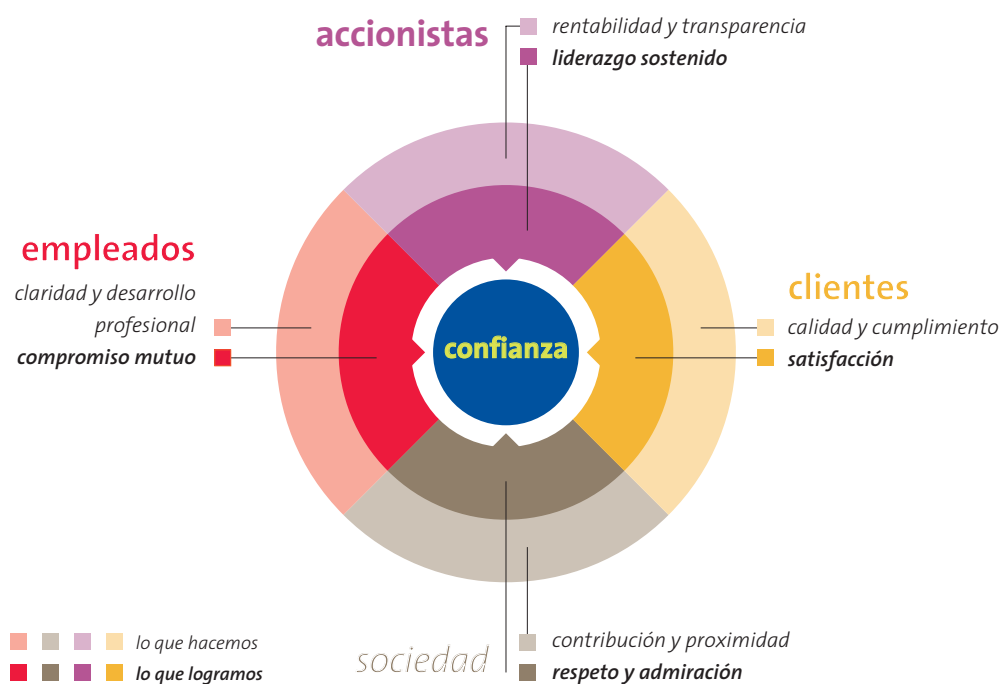 accionistas
rentabilidad y transparencia
liderazgo sostenido
empleados
claridad y desarrollo
profesional
compromiso mutuo
confianza
clientes
calidad y cumplimiento
satisfacción
sociedad
contribución y proximidad
respeto y admiración
lo que hacemos
lo que logramos